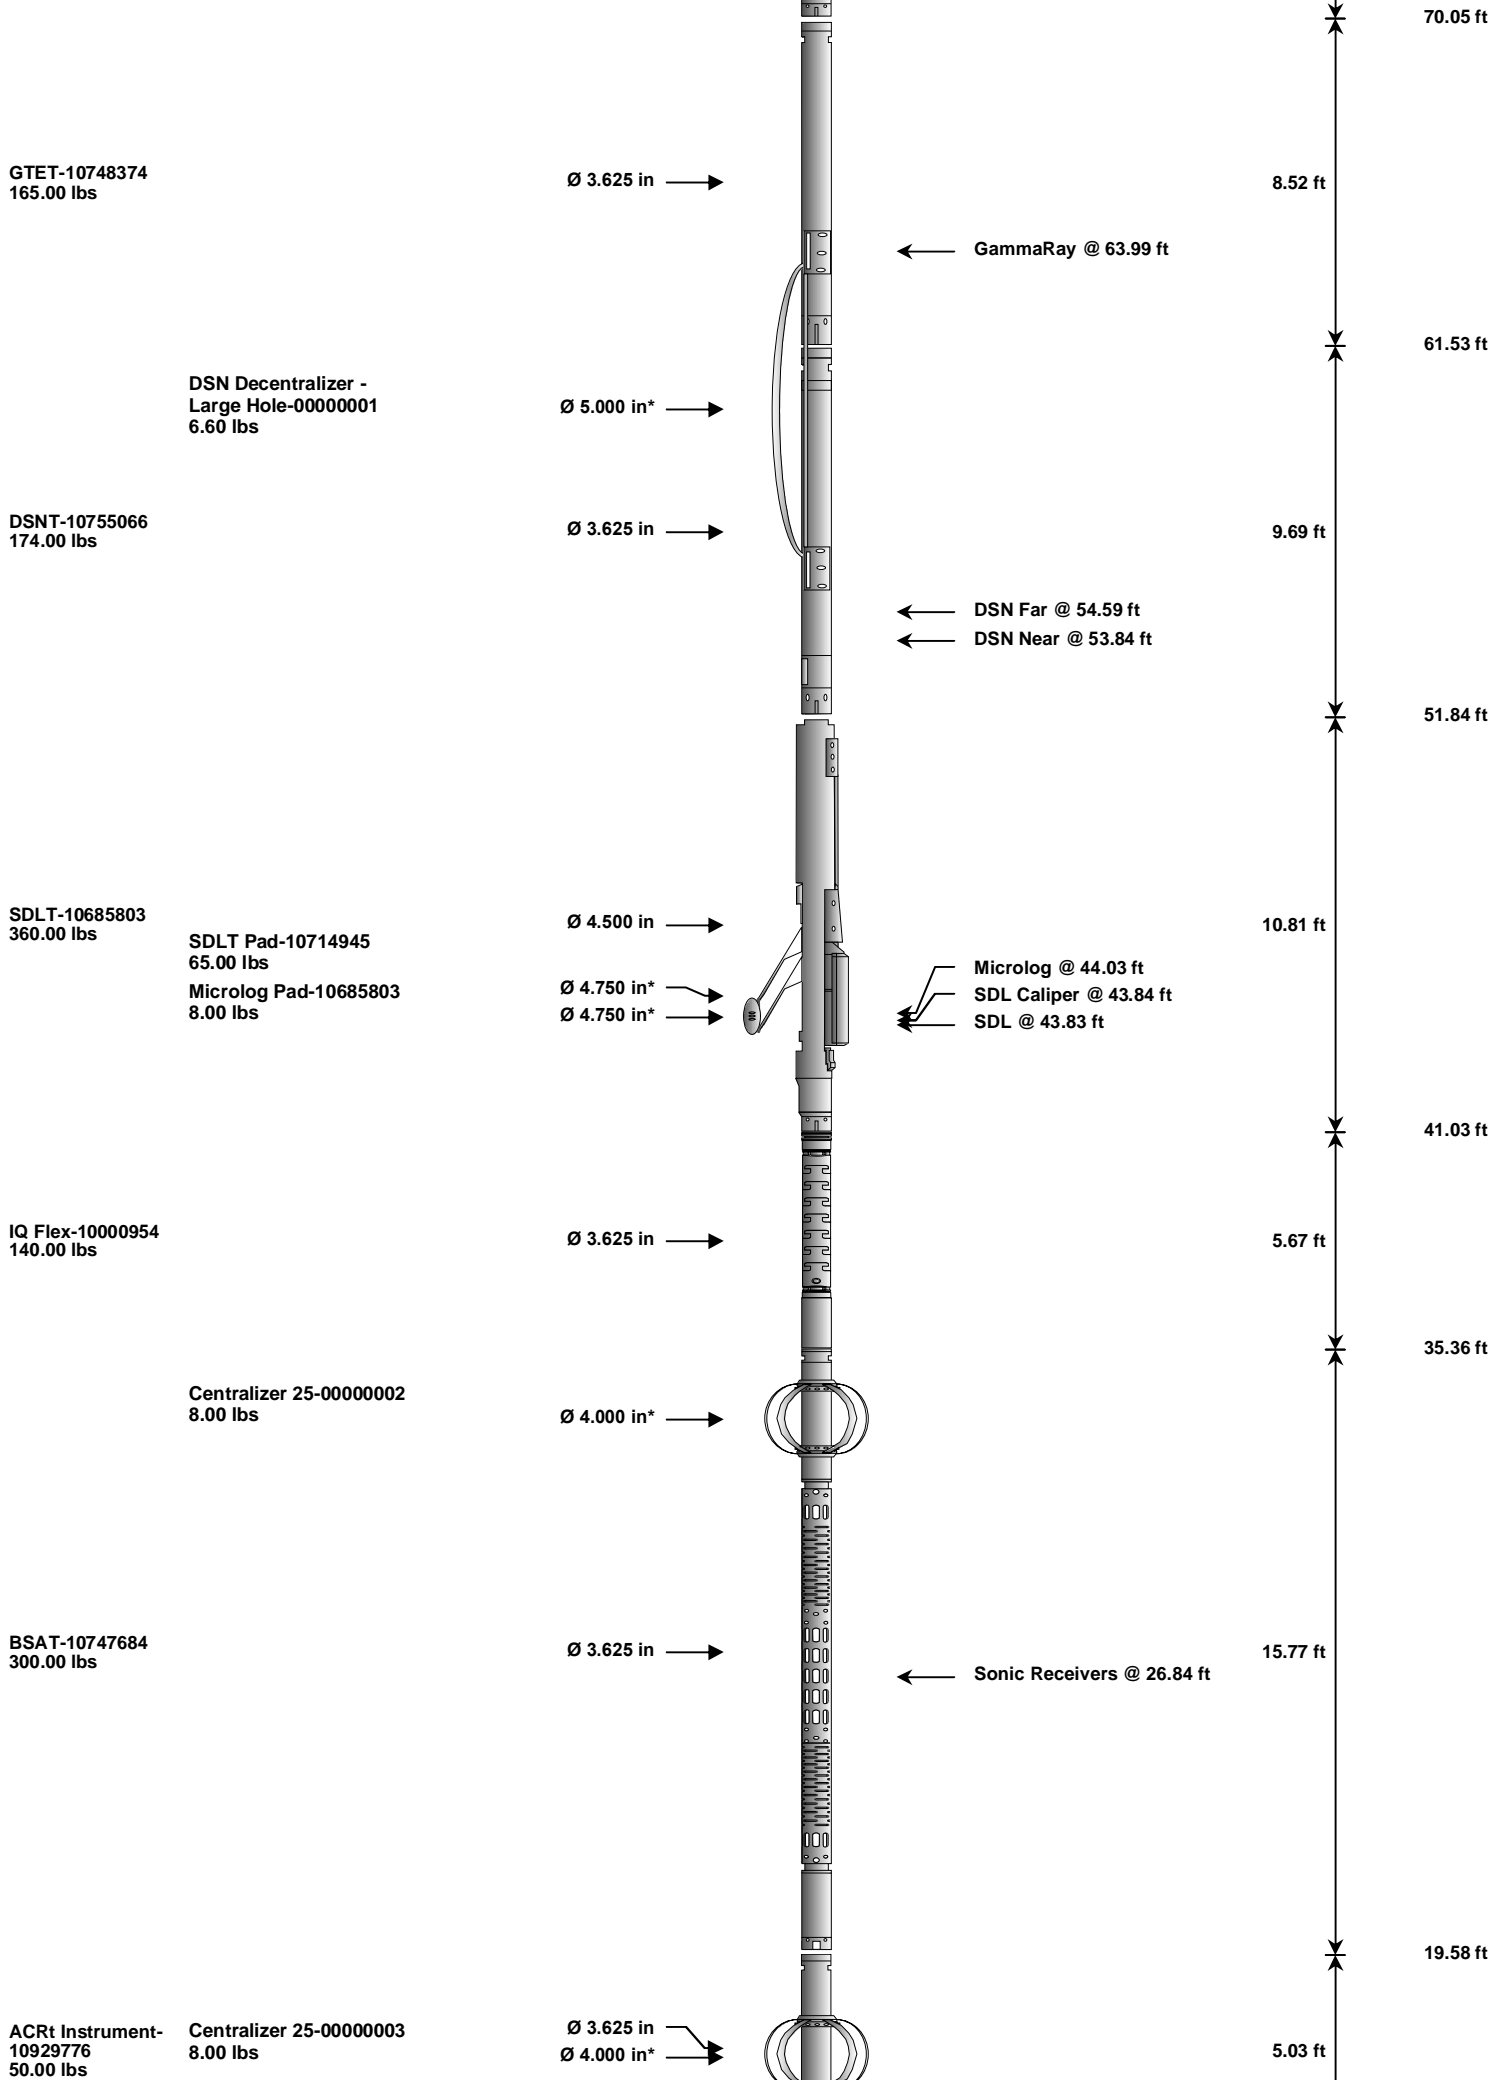 70.05 ft
GTET-10748374
165.00 lbs
Ø 3.625 in
8.52 ft
GammaRay @ 63.99 ft
61.53 ft
DSN Decentralizer -
Large Hole-00000001
6.60 lbs
Ø 5.000 in*
DSNT-10755066
174.00 lbs
Ø 3.625 in
9.69 ft
DSN Far @ 54.59 ft
DSN Near @ 53.84 ft
51.84 ft
SDLT-10685803
360.00 lbs
Ø 4.500 in
10.81 ft
SDLT Pad-10714945
65.00 lbs
Microlog Pad-10685803
8.00 lbs
Ø 4.750 in*
Ø 4.750 in*
Microlog @ 44.03 ft
SDL Caliper @ 43.84 ft
SDL @ 43.83 ft
41.03 ft
IQ Flex-10000954
140.00 lbs
Ø 3.625 in
5.67 ft
35.36 ft
Centralizer 25-00000002
8.00 lbs
Ø 4.000 in*
BSAT-10747684
300.00 lbs
Ø 3.625 in
15.77 ft
Sonic Receivers @ 26.84 ft
19.58 ft
ACRt Instrument-
10929776
50.00 lbs
Centralizer 25-00000003
8.00 lbs
Ø 3.625 in
Ø 4.000 in*
5.03 ft